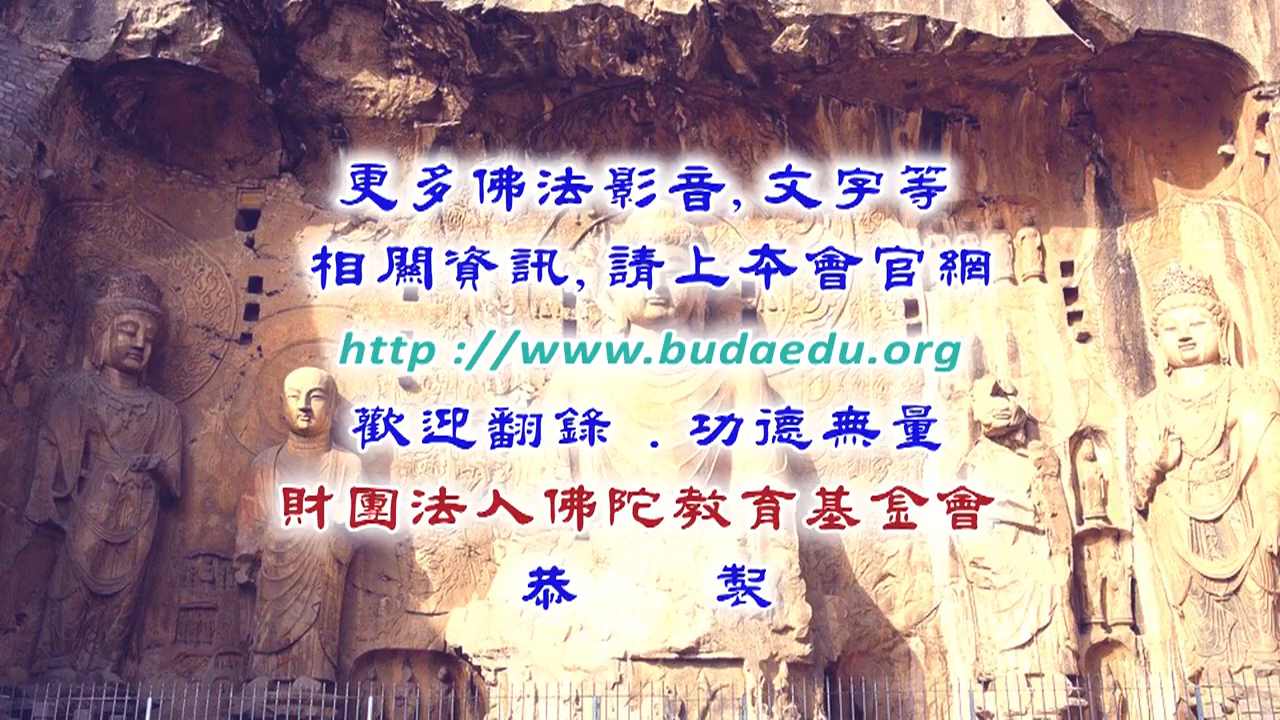 更多佛法影音,文字等
相關資訊,請上本會官網
http ://www.budaedu.org
歡迎翻錄 . 功德無量
財團法人佛陀教育基金會
恭 製